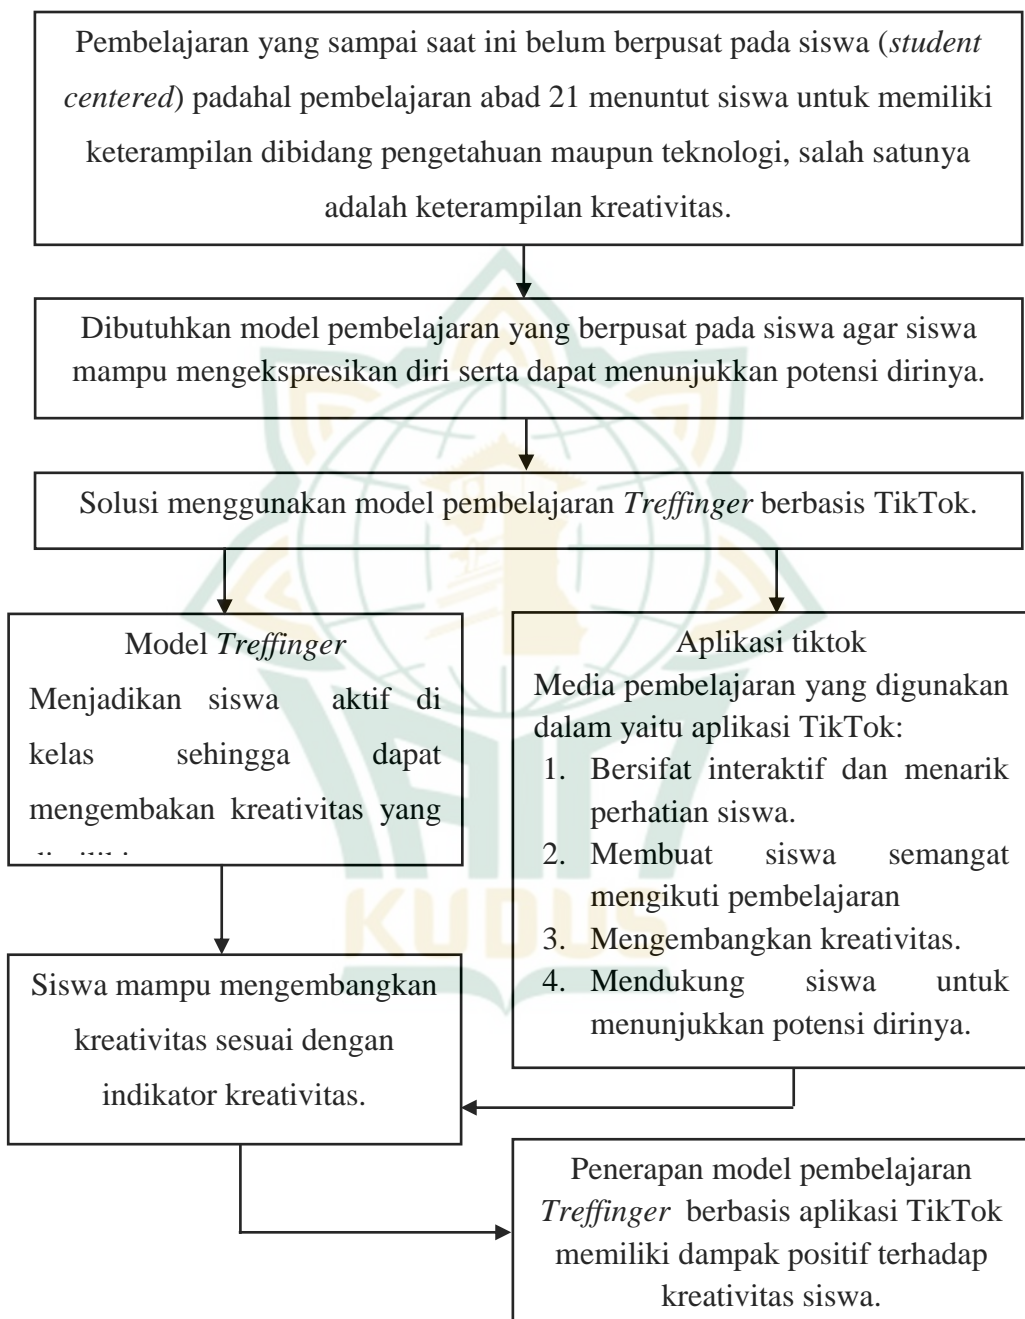 Pembelajaran yang sampai saat ini belum berpusat pada siswa (student
centered) padahal pembelajaran abad 21 menuntut siswa untuk memiliki
keterampilan dibidang pengetahuan maupun teknologi, salah satunya
adalah keterampilan kreativitas.
Dibutuhkan model pembelajaran yang berpusat pada siswa agar siswa
mampu mengekspresikan diri serta dapat menunjukkan potensi dirinya.
Solusi menggunakan model pembelajaran Treffinger berbasis TikTok.
Model Treffinger
Menjadikan siswa aktif di
kelas sehingga dapat
mengembakan kreativitas yang
Aplikasi tiktok
Media pembelajaran yang digunakan
dalam yaitu aplikasi TikTok:
1. Bersifat interaktif dan menarik
perhatian siswa.
2. Membuat siswa semangat
mengikuti pembelajaran
3. Mengembangkan kreativitas.
4. Mendukung siswa untuk
menunjukkan potensi dirinya.
Siswa mampu mengembangkan
kreativitas sesuai dengan
indikator kreativitas.
Penerapan model pembelajaran
Treffinger berbasis aplikasi TikTok
memiliki dampak positif terhadap
kreativitas siswa.
KUDUS